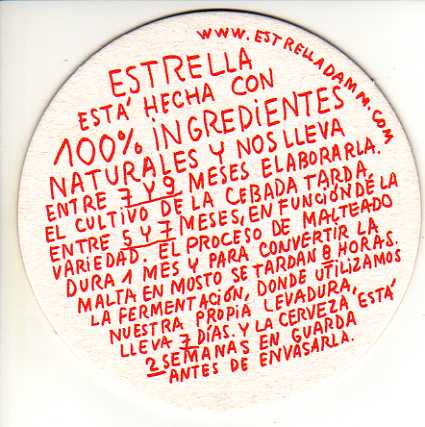 WWW.ESTRELLADAMM.COM
ESTRELLA
ESTÁ HECHA CON
100% INGREDIENTES
NATURALES Y NOS LLEVA
ENTRE 7 Y 9 MESES ELABORARLA.
EL CULTIVO DE LA CEBADA TARDA
ENTRE 5 Y 7 MESES, EN FUNCIÓN DE LA
VARIEDAD. EL PROCESO DE MALTEADO
DURA 1 MES Y PARA CONVERTIR LA
MALTA EN MOSTO SE TARDAN 8 HORAS.
LA FERMENTACIÓN, DONDE UTILIZAMOS
NUESTRA PROPIA LEVADURA,
LLEVA 7 DÍAS. Y LA CERVEZA ESTÁ
2 SEMANAS EN GUARDA
ANTES DE ENVASARLA.